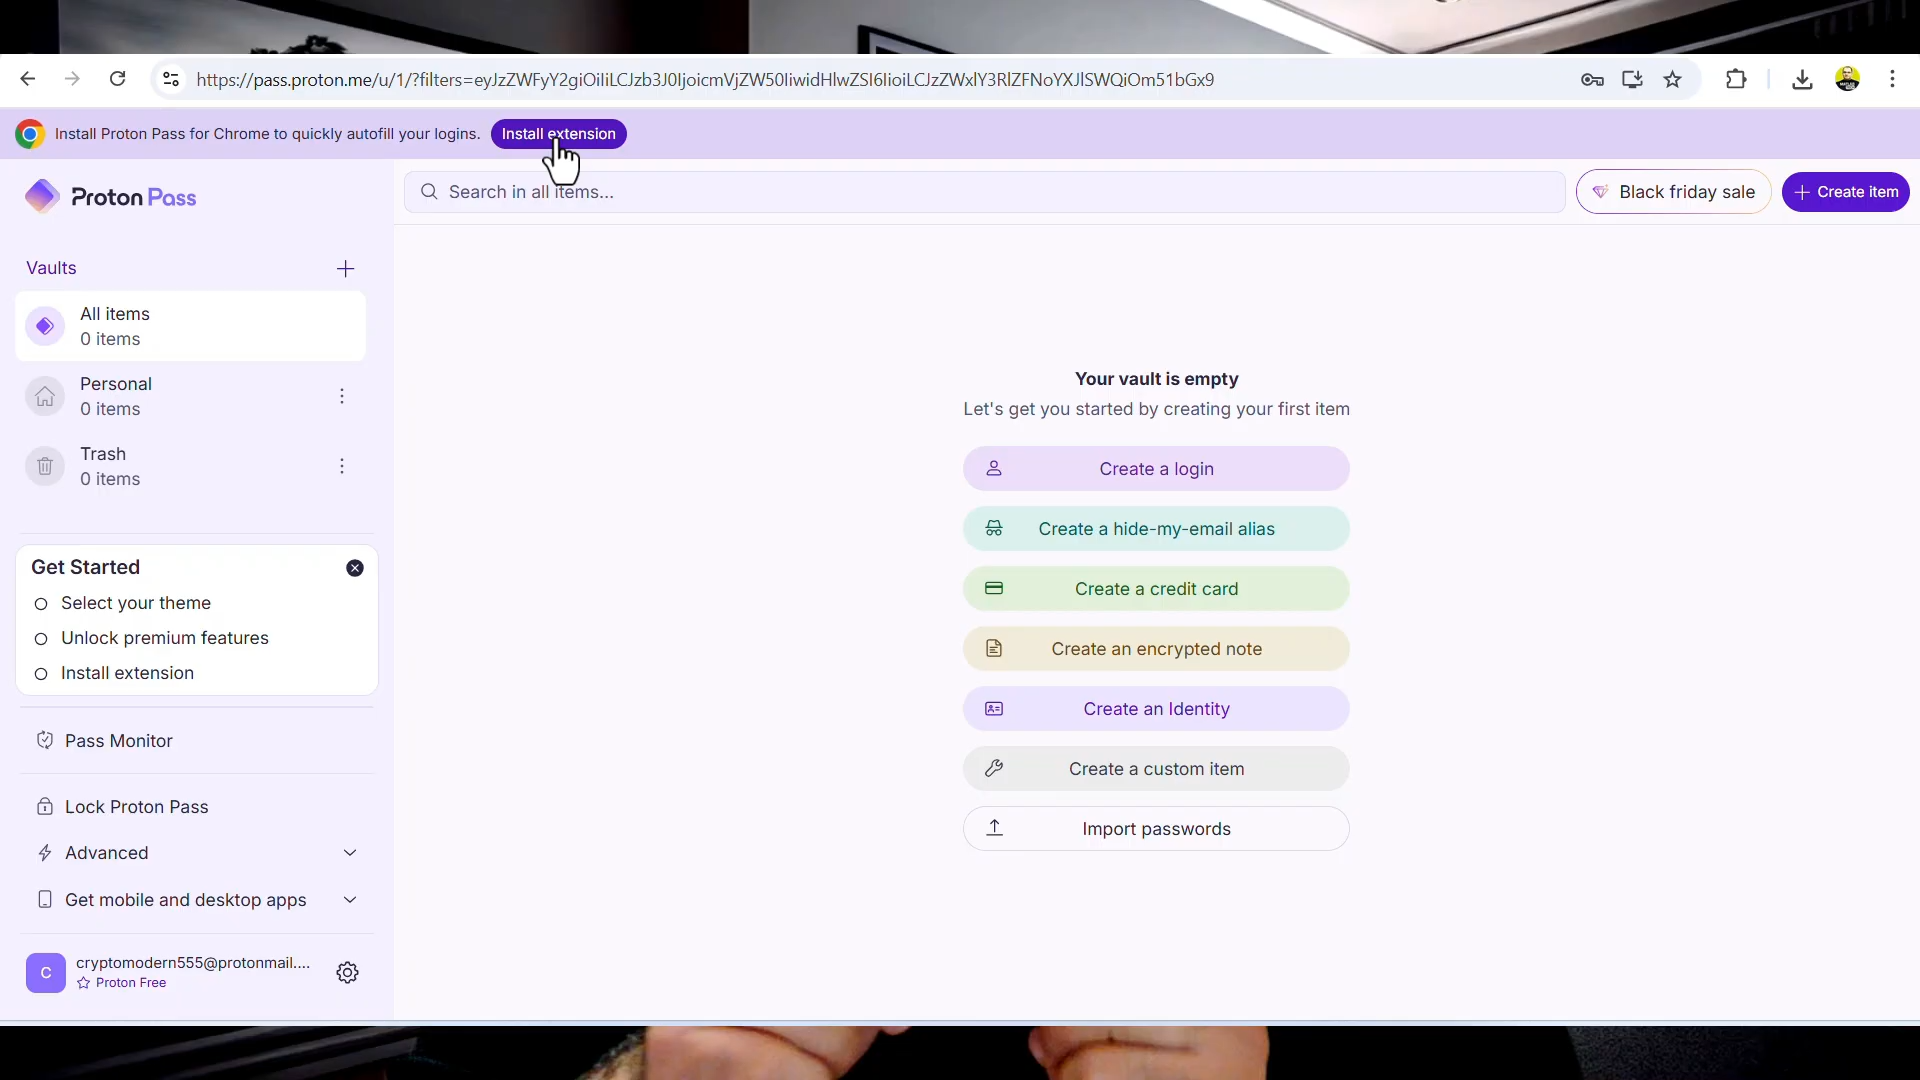 https://pass.proton.me/u/1/?filters=eyJzZWFyY2giOiIiLCJzb3J0IjoicmVjZW50IiwidHlwZSI6IioiLCJzZWxlY3RlZFNoYXJlSWQiOm51bGx9
Install Proton Pass for Chrome to quickly autofill your logins.
Install extension
Proton Pass
Search in all items...
Black friday sale
Create item
Vaults
All items
0 items
Personal
0 items
Trash
0 items
Get Started
Select your theme
Unlock premium features
Install extension
Pass Monitor
Lock Proton Pass
Advanced
Get mobile and desktop apps
C
cryptomodern555@protonmail....
Proton Free
Your vault is empty
Let's get you started by creating your first item
Create a login
Create a hide-my-email alias
Create a credit card
Create an encrypted note
Create an Identity
Create a custom item
Import passwords